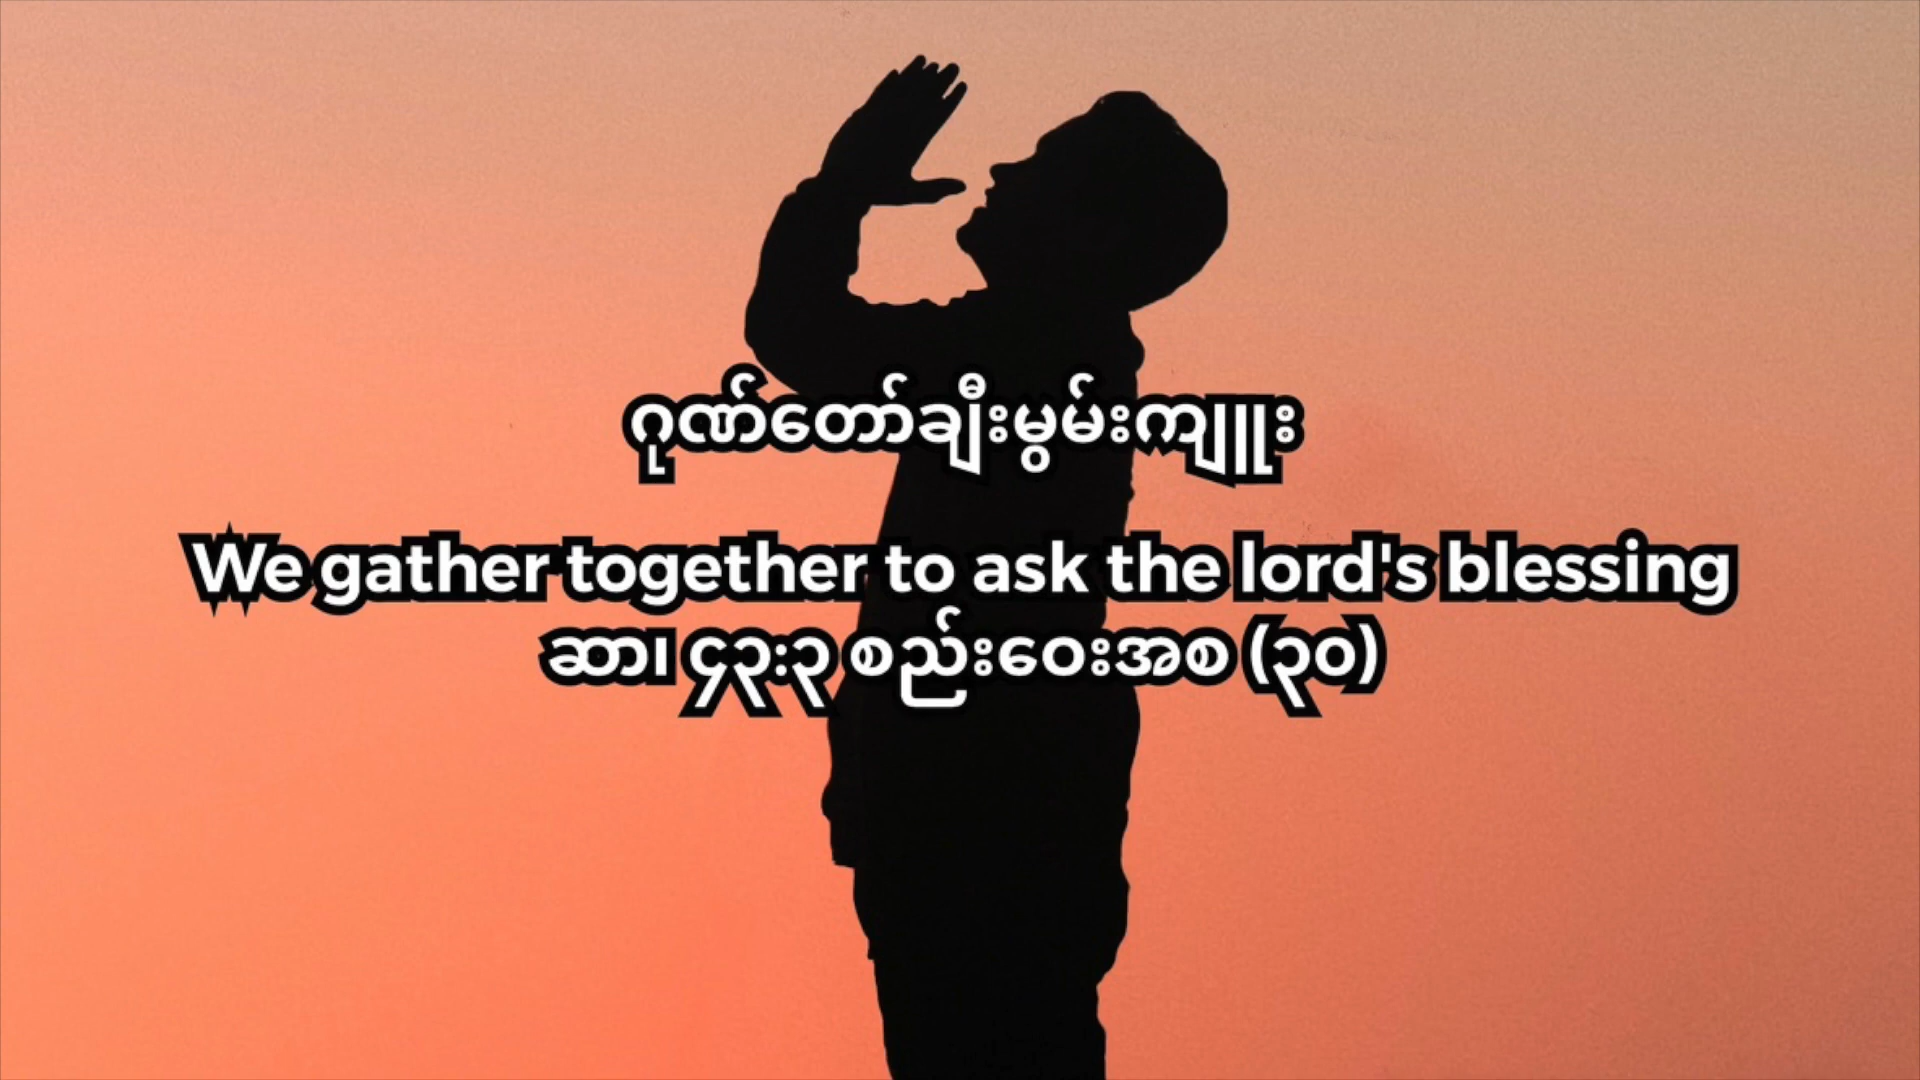 ဂုဏ်တော်ချီးမွမ်းကျူး
We gather together to ask the lord's blessing
ဆာ၊ ၄၃:၃ စည်းဝေးအစ (၃၀)